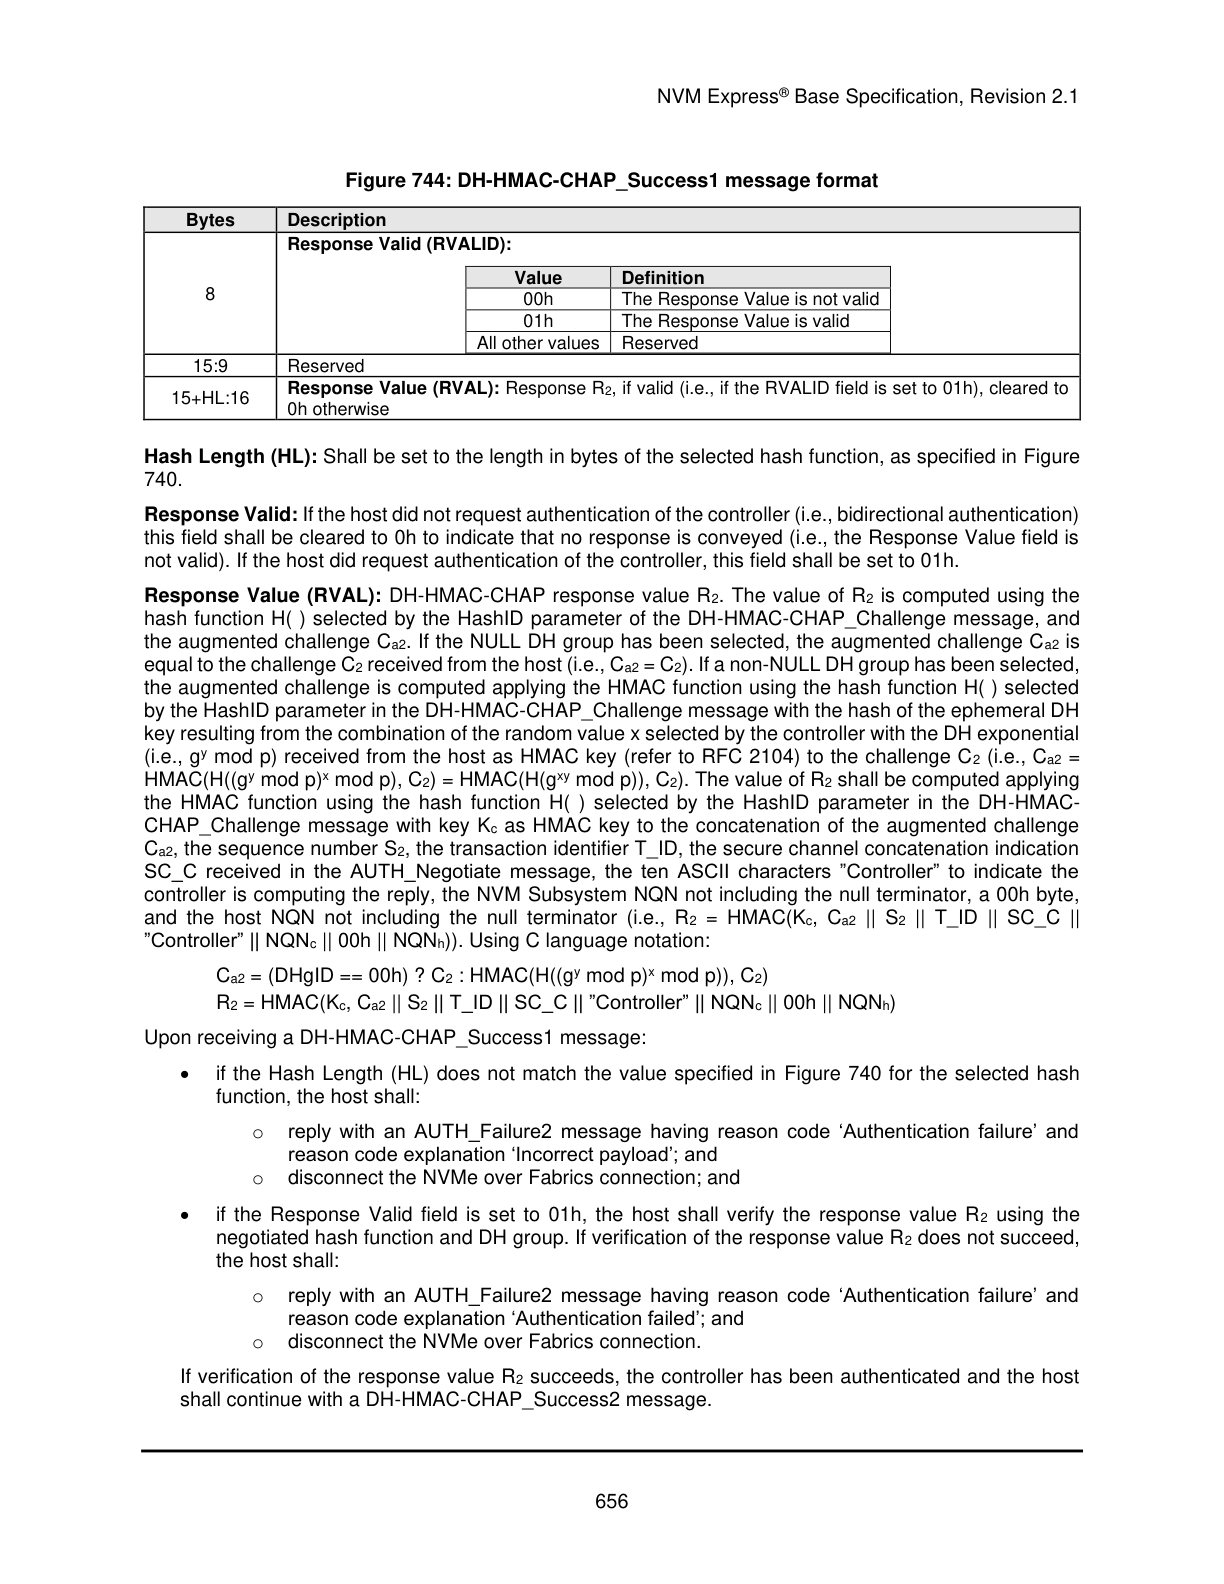 NVM Express® Base Specification, Revision 2.1
Figure 744: DH-HMAC-CHAP_Success1 message format
Bytes Description
Response Valid (RVALID):
Value Definition
00h The Response Value is not valid
8
01h The Response Value is valid
All other values Reserved
15:9 Reserved
15+HL:16 Response Value (RVAL): Response R2, if valid (i.e., if the RVALID field is set to 01h), cleared to
0h otherwise
Hash Length (HL): Shall be set to the length in bytes of the selected hash function, as specified in Figure
740.
Response Valid: If the host did not request authentication of the controller (i.e., bidirectional authentication)
this field shall be cleared to 0h to indicate that no response is conveyed (i.e., the Response Value field is
not valid). If the host did request authentication of the controller, this field shall be set to 01h.
Response Value (RVAL): DH-HMAC-CHAP response value R2. The value of R2 is computed using the
hash function H( ) selected by the HashID parameter of the DH-HMAC-CHAP_Challenge message, and
the augmented challenge Ca2. If the NULL DH group has been selected, the augmented challenge Ca2 is
equal to the challenge C2 received from the host (i.e., Ca2 = C2). If a non-NULL DH group has been selected,
the augmented challenge is computed applying the HMAC function using the hash function H( ) selected
by the HashID parameter in the DH-HMAC-CHAP_Challenge message with the hash of the ephemeral DH
key resulting from the combination of the random value x selected by the controller with the DH exponential
(i.e., gʸ mod p) received from the host as HMAC key (refer to RFC 2104) to the challenge C2 (i.e., Ca2 =
HMAC(H((gʸ mod p)ˣ mod p), C2) = HMAC(H(gˣʸ mod p)), C2). The value of R2 shall be computed applying
the HMAC function using the hash function H( ) selected by the HashID parameter in the DH-HMAC-
CHAP_Challenge message with key Kc as HMAC key to the concatenation of the augmented challenge
Ca2, the sequence number S2, the transaction identifier T_ID, the secure channel concatenation indication
SC_C received in the AUTH_Negotiate message, the ten ASCII characters ”Controller” to indicate the
controller is computing the reply, the NVM Subsystem NQN not including the null terminator, a 00h byte,
and the host NQN not including the null terminator (i.e., R2 = HMAC(Kc, Ca2 || S2 || T_ID || SC_C ||
”Controller” || NQNc || 00h || NQNh)). Using C language notation:
Ca2 = (DHgID == 00h) ? C2 : HMAC(H((gʸ mod p)ˣ mod p)), C2)
R2 = HMAC(Kc, Ca2 || S2 || T_ID || SC_C || ”Controller” || NQNc || 00h || NQNh)
Upon receiving a DH-HMAC-CHAP_Success1 message:
• if the Hash Length (HL) does not match the value specified in Figure 740 for the selected hash
function, the host shall:
o reply with an AUTH_Failure2 message having reason code ‘Authentication failure’ and
reason code explanation ‘Incorrect payload’; and
o disconnect the NVMe over Fabrics connection; and
• if the Response Valid field is set to 01h, the host shall verify the response value R2 using the
negotiated hash function and DH group. If verification of the response value R2 does not succeed,
the host shall:
o reply with an AUTH_Failure2 message having reason code ‘Authentication failure’ and
reason code explanation ‘Authentication failed’; and
o disconnect the NVMe over Fabrics connection.
If verification of the response value R2 succeeds, the controller has been authenticated and the host
shall continue with a DH-HMAC-CHAP_Success2 message.
656